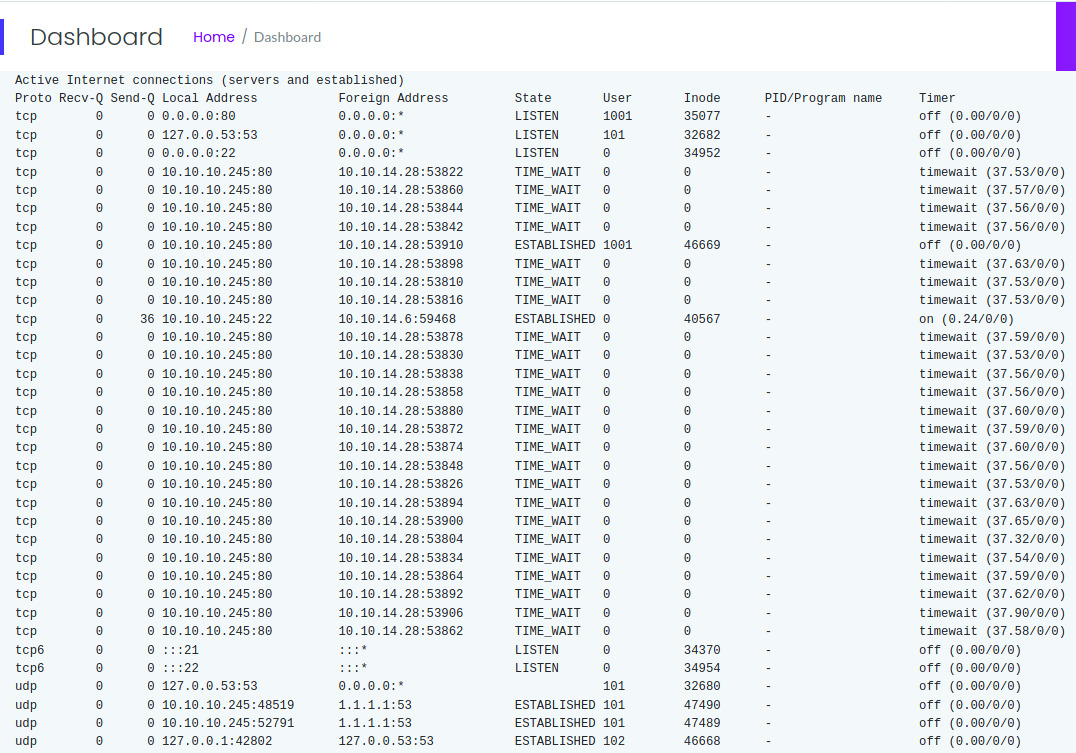 Dashboard Home / Dashboard
Active Internet connections (servers and established)
Proto Recv-Q Send-Q Local Address           Foreign Address         State       User       Inode      PID/Program name     Timer
tcp        0      0 0.0.0.0:80              0.0.0.0:*               LISTEN      1001       35077      -                    off (0.00/0/0)
tcp        0      0 127.0.0.53:53           0.0.0.0:*               LISTEN      101        32682      -                    off (0.00/0/0)
tcp        0      0 0.0.0.0:22              0.0.0.0:*               LISTEN      0          34952      -                    off (0.00/0/0)
tcp        0      0 10.10.10.245:80         10.10.14.28:53822       TIME_WAIT   0          0          -                    timewait (37.53/0/0)
tcp        0      0 10.10.10.245:80         10.10.14.28:53860       TIME_WAIT   0          0          -                    timewait (37.57/0/0)
tcp        0      0 10.10.10.245:80         10.10.14.28:53844       TIME_WAIT   0          0          -                    timewait (37.56/0/0)
tcp        0      0 10.10.10.245:80         10.10.14.28:53842       TIME_WAIT   0          0          -                    timewait (37.56/0/0)
tcp        0      0 10.10.10.245:80         10.10.14.28:53910       ESTABLISHED 1001       46669      -                    off (0.00/0/0)
tcp        0      0 10.10.10.245:80         10.10.14.28:53898       TIME_WAIT   0          0          -                    timewait (37.63/0/0)
tcp        0      0 10.10.10.245:80         10.10.14.28:53810       TIME_WAIT   0          0          -                    timewait (37.53/0/0)
tcp        0      0 10.10.10.245:80         10.10.14.28:53816       TIME_WAIT   0          0          -                    timewait (37.53/0/0)
tcp        0     36 10.10.10.245:22         10.10.14.6:59468        ESTABLISHED 0          40567      -                    on (0.24/0/0)
tcp        0      0 10.10.10.245:80         10.10.14.28:53878       TIME_WAIT   0          0          -                    timewait (37.59/0/0)
tcp        0      0 10.10.10.245:80         10.10.14.28:53830       TIME_WAIT   0          0          -                    timewait (37.53/0/0)
tcp        0      0 10.10.10.245:80         10.10.14.28:53838       TIME_WAIT   0          0          -                    timewait (37.56/0/0)
tcp        0      0 10.10.10.245:80         10.10.14.28:53858       TIME_WAIT   0          0          -                    timewait (37.56/0/0)
tcp        0      0 10.10.10.245:80         10.10.14.28:53880       TIME_WAIT   0          0          -                    timewait (37.60/0/0)
tcp        0      0 10.10.10.245:80         10.10.14.28:53872       TIME_WAIT   0          0          -                    timewait (37.59/0/0)
tcp        0      0 10.10.10.245:80         10.10.14.28:53874       TIME_WAIT   0          0          -                    timewait (37.60/0/0)
tcp        0      0 10.10.10.245:80         10.10.14.28:53848       TIME_WAIT   0          0          -                    timewait (37.56/0/0)
tcp        0      0 10.10.10.245:80         10.10.14.28:53826       TIME_WAIT   0          0          -                    timewait (37.53/0/0)
tcp        0      0 10.10.10.245:80         10.10.14.28:53894       TIME_WAIT   0          0          -                    timewait (37.63/0/0)
tcp        0      0 10.10.10.245:80         10.10.14.28:53900       TIME_WAIT   0          0          -                    timewait (37.65/0/0)
tcp        0      0 10.10.10.245:80         10.10.14.28:53804       TIME_WAIT   0          0          -                    timewait (37.32/0/0)
tcp        0      0 10.10.10.245:80         10.10.14.28:53834       TIME_WAIT   0          0          -                    timewait (37.54/0/0)
tcp        0      0 10.10.10.245:80         10.10.14.28:53864       TIME_WAIT   0          0          -                    timewait (37.59/0/0)
tcp        0      0 10.10.10.245:80         10.10.14.28:53892       TIME_WAIT   0          0          -                    timewait (37.62/0/0)
tcp        0      0 10.10.10.245:80         10.10.14.28:53906       TIME_WAIT   0          0          -                    timewait (37.90/0/0)
tcp        0      0 10.10.10.245:80         10.10.14.28:53862       TIME_WAIT   0          0          -                    timewait (37.58/0/0)
tcp6       0      0 :::21                   :::*                    LISTEN      0          34370      -                    off (0.00/0/0)
tcp6       0      0 :::22                   :::*                    LISTEN      0          34954      -                    off (0.00/0/0)
udp        0      0 127.0.0.53:53           0.0.0.0:*                           101        32680      -                    off (0.00/0/0)
udp        0      0 10.10.10.245:48519      1.1.1.1:53              ESTABLISHED 101        47490      -                    off (0.00/0/0)
udp        0      0 10.10.10.245:52791      1.1.1.1:53              ESTABLISHED 101        47489      -                    off (0.00/0/0)
udp        0      0 127.0.0.1:42802         127.0.0.53:53           ESTABLISHED 102        46668      -                    off (0.00/0/0)